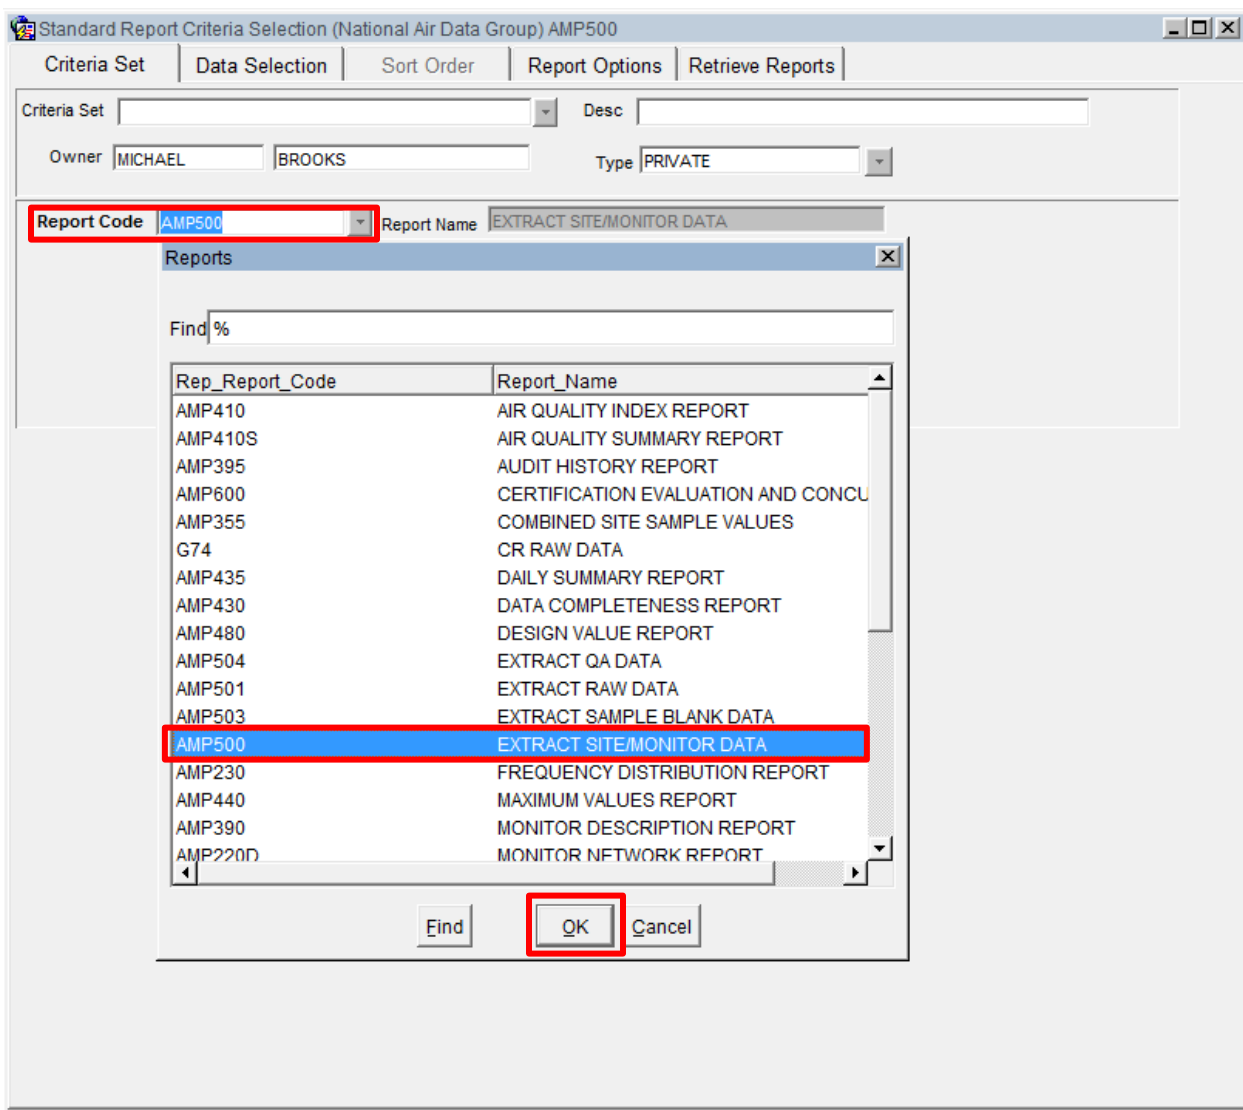 Standard Report Criteria Selection (National Air Data Group) AMP500
Criteria Set Data Selection Sort Order Report Options Retrieve Reports
Criteria Set Desc
Owner MICHAEL BROOKS Type PRIVATE
Report Code AMP500 Report Name EXTRACT SITE/MONITOR DATA
Reports
Find %
Rep_Report_Code Report_Name
AMP410 AIR QUALITY INDEX REPORT
AMP410S AIR QUALITY SUMMARY REPORT
AMP395 AUDIT HISTORY REPORT
AMP600 CERTIFICATION EVALUATION AND CONCU
AMP355 COMBINED SITE SAMPLE VALUES
G74 CR RAW DATA
AMP435 DAILY SUMMARY REPORT
AMP430 DATA COMPLETENESS REPORT
AMP480 DESIGN VALUE REPORT
AMP504 EXTRACT QA DATA
AMP501 EXTRACT RAW DATA
AMP503 EXTRACT SAMPLE BLANK DATA
AMP500 EXTRACT SITE/MONITOR DATA
AMP230 FREQUENCY DISTRIBUTION REPORT
AMP440 MAXIMUM VALUES REPORT
AMP390 MONITOR DESCRIPTION REPORT
AMP220D MONITOR NETWORK REPORT
Find OK Cancel